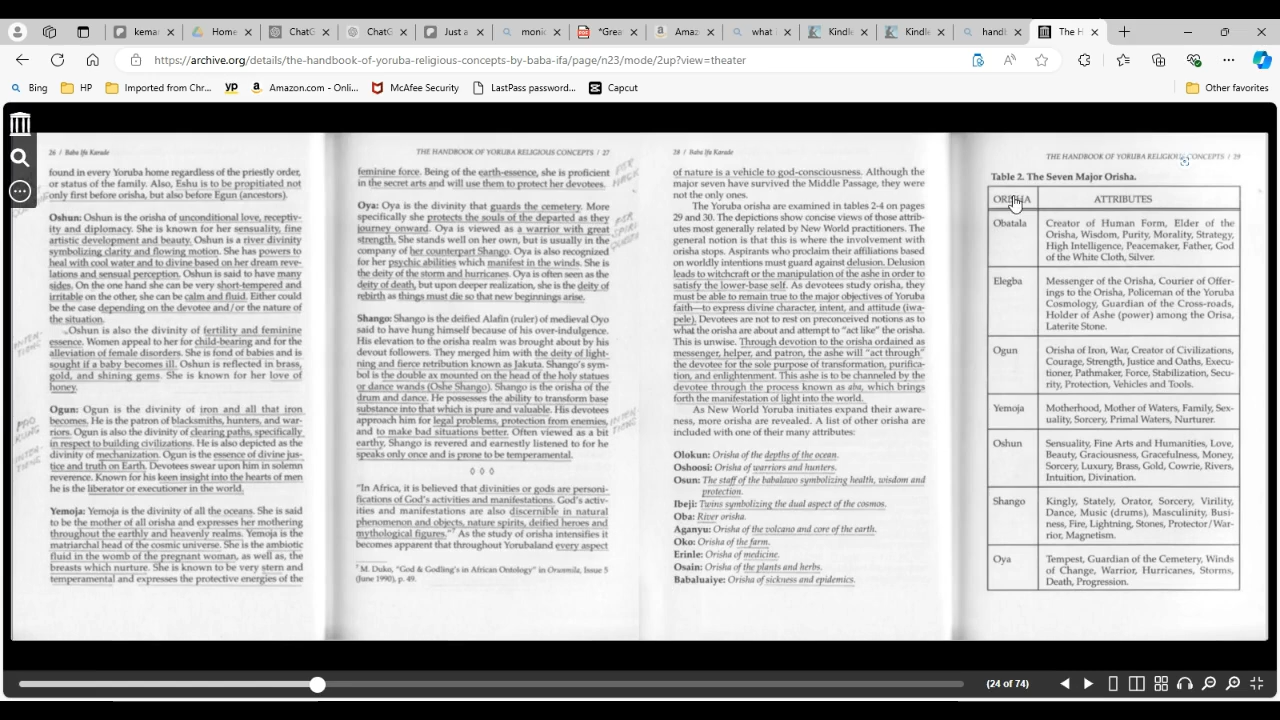 kema
Home
ChatG
ChatG
Just a
monic
*Grea
Amaz
what
Kindle
Kindle
handb
The H
https://archive.org/details/the-handbook-of-yoruba-religious-concepts-by-baba-ifa/page/n23/mode/2up?view=theater
Bing
HP
Imported from Chr...
YP
Amazon.com - Onli...
McAfee Security
LastPass password...
Capcut
Other favorites
26 / Baba Ifa Karade
found in every Yoruba home regardless of the priestly order,
or status of the family. Also, Eshu is to be propitiated not
only first before orisha, but also before Egun (ancestors).
Oshun: Oshun is the orisha of unconditional love, receptiv-
ity and diplomacy. She is known for her sensuality, fine
artistic development and beauty. Oshun is a river divinity
symbolizing clarity and flowing motion. She has powers to
heal with cool water and to divine based on her dream reve-
lations and sensual perception. Oshun is said to have many
sides. On the one hand she can be very short-tempered and
irritable on the other, she can be calm and fluid. Either could
be the case depending on the devotee and/or the nature of
the situation.
Oshun is also the divinity of fertility and feminine
essence. Women appeal to her for child-bearing and for the
alleviation of female disorders. She is fond of babies and is
sought if a baby becomes ill. Oshun is reflected in brass,
gold, and shining gems. She is known for her love of
honey.
Ogun: Ogun is the divinity of iron and all that iron
becomes. He is the patron of blacksmiths, hunters, and war-
riors. Ogun is also the divinity of clearing paths, specifically
in respect to building civilizations. He is also depicted as the
divinity of mechanization. Ogun is the essence of divine jus-
tice and truth on Earth. Devotees swear upon him in solemn
reverence. Known for his keen insight into the hearts of men
he is the liberator or executioner in the world.
Yemoja: Yemoja is the divinity of all the oceans. She is said
to be the mother of all orisha and expresses her mothering
throughout the earthly and heavenly realms. Yemoja is the
matriarchal head of the cosmic universe. She is the ambiotic
fluid in the womb of the pregnant woman, as well as, the
breasts which nurture. She is known to be very stern and
temperamental and expresses the protective energies of the
THE HANDBOOK OF YORUBA RELIGIOUS CONCEPTS / 27
feminine force. Being of the earth-essence, she is proficient
in the secret arts and will use them to protect her devotees.
Oya: Oya is the divinity that guards the cemetery. More
specifically she protects the souls of the departed as they
journey onward. Oya is viewed as a warrior with great
strength. She stands well on her own, but is usually in the
company of her counterpart Shango. Oya is also recognized
for her psychic abilities which manifest in the winds. She is
the deity of the storm and hurricanes. Oya is often seen as the
deity of death, but upon deeper realization, she is the deity of
rebirth as things must die so that new beginnings arise.
Shango: Shango is the deified Alafin (ruler) of medieval Oyo
said to have hung himself because of his over-indulgence.
His elevation to the orisha realm was brought about by his
devout followers. They merged him with the deity of light-
ning and fierce retribution known as Jakuta. Shango's sym-
bol is the double ax mounted on the head of the holy statues
or dance wands (Oshe Shango). Shango is the orisha of the
drum and dance. He possesses the ability to transform base
substance into that which is pure and valuable. His devotees
approach him for legal problems, protection from enemies,
and to make bad situations better. Often viewed as a bit
earthy, Shango is revered and earnestly listened to for he
speaks only once and is prone to be temperamental.
◊ ◊ ◊
"In Africa, it is believed that divinities or gods are personi-
fications of God's activities and manifestations. God's activ-
ities and manifestations are also discernible in natural
phenomenon and objects, nature spirits, deified heroes and
mythological figures."⁷ As the study of orisha intensifies it
becomes apparent that throughout Yorubaland every aspect
⁷ M. Duko, "God & Godling's in African Ontology" in Orunmila, Issue 5
(June 1990), p. 49.
28 / Baba Ifa Karade
of nature is a vehicle to god-consciousness. Although the
major seven have survived the Middle Passage, they were
not the only ones.
The Yoruba orisha are examined in tables 2-4 on pages
29 and 30. The depictions show concise views of those attrib-
utes most generally related by New World practitioners. The
general notion is that this is where the involvement with
orisha stops. Aspirants who proclaim their affiliations based
on worldly intentions must guard against delusion. Delusion
leads to witchcraft or the manipulation of the ashe in order to
satisfy the lower-base self. As devotees study orisha, they
must be able to remain true to the major objectives of Yoruba
faith—to express divine character, intent, and attitude (iwa-
pele). Devotees are not to rest on preconceived notions as to
what the orisha are about and attempt to "act like" the orisha.
This is unwise. Through devotion to the orisha ordained as
messenger, helper, and patron, the ashe will "act through"
the devotee for the sole purpose of transformation, purifica-
tion, and enlightenment. This ashe is to be channeled by the
devotee through the process known as aba, which brings
forth the manifestation of light into the world.
As New World Yoruba initiates expand their aware-
ness, more orisha are revealed. A list of other orisha are
included with one of their many attributes:
Olokun: Orisha of the depths of the ocean.
Oshoosi: Orisha of warriors and hunters.
Osun: The staff of the babalawo symbolizing health, wisdom and
protection.
Ibeji: Twins symbolizing the dual aspect of the cosmos.
Oba: River orisha.
Aganyu: Orisha of the volcano and core of the earth.
Oko: Orisha of the farm.
Erinle: Orisha of medicine.
Osain: Orisha of the plants and herbs.
Babaluaiye: Orisha of sickness and epidemics.
THE HANDBOOK OF YORUBA RELIGIOUS CONCEPTS / 29
Table 2. The Seven Major Orisha.
ORISHA ATTRIBUTES
Obatala Creator of Human Form, Elder of the
Orisha, Wisdom, Purity, Morality, Strategy,
High Intelligence, Peacemaker, Father, God
of the White Cloth, Silver.
Elegba Messenger of the Orisha, Courier of Offer-
ings to the Orisha, Policeman of the Yoruba
Cosmology, Guardian of the Cross-roads,
Holder of Ashe (power) among the Orisa,
Laterite Stone.
Ogun Orisha of Iron, War, Creator of Civilizations,
Courage, Strength, Justice and Oaths, Execu-
tioner, Pathmaker, Force, Stabilization, Secu-
rity, Protection, Vehicles and Tools.
Yemoja Motherhood, Mother of Waters, Family, Sex-
uality, Sorcery, Primal Waters, Nurturer.
Oshun Sensuality, Fine Arts and Humanities, Love,
Beauty, Graciousness, Gracefulness, Money,
Sorcery, Luxury, Brass, Gold, Cowrie, Rivers,
Intuition, Divination.
Shango Kingly, Stately, Orator, Sorcery, Virility,
Dance, Music (drums), Masculinity, Busi-
ness, Fire, Lightning, Stones, Protector/War-
rior, Magnetism.
Oya Tempest, Guardian of the Cemetery, Winds
of Change, Warrior, Hurricanes, Storms,
Death, Progression.
(24 of 74)